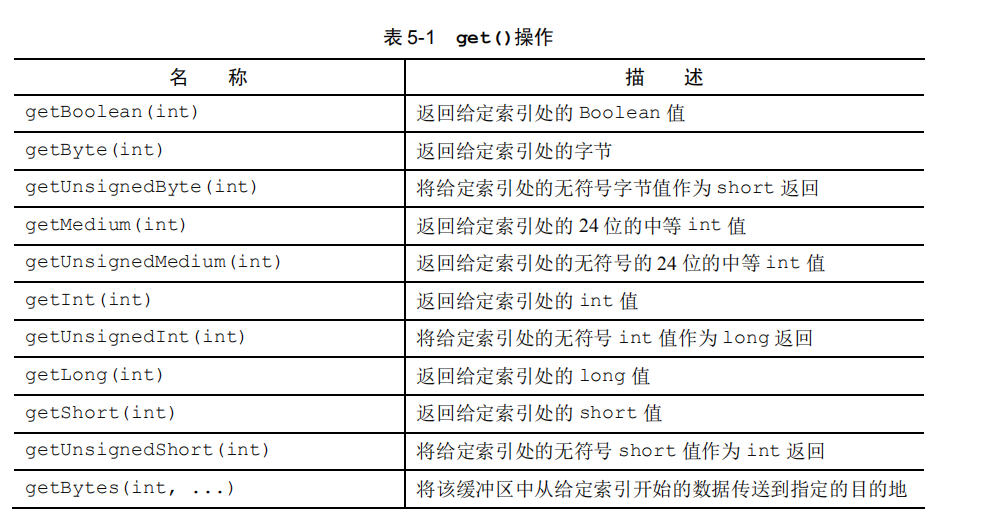 表 5-1 get()操作
名 称 描 述
getBoolean(int) 返回给定索引处的 Boolean 值
getByte(int) 返回给定索引处的字节
getUnsignedByte(int) 将给定索引处的无符号字节值作为 short 返回
getMedium(int) 返回给定索引处的 24 位的中等 int 值
getUnsignedMedium(int) 返回给定索引处的无符号的 24 位的中等 int 值
getInt(int) 返回给定索引处的 int 值
getUnsignedInt(int) 将给定索引处的无符号 int 值作为 long 返回
getLong(int) 返回给定索引处的 long 值
getShort(int) 返回给定索引处的 short 值
getUnsignedShort(int) 将给定索引处的无符号 short 值作为 int 返回
getBytes(int, ...) 将该缓冲区中从给定索引开始的数据传送到指定的目的地